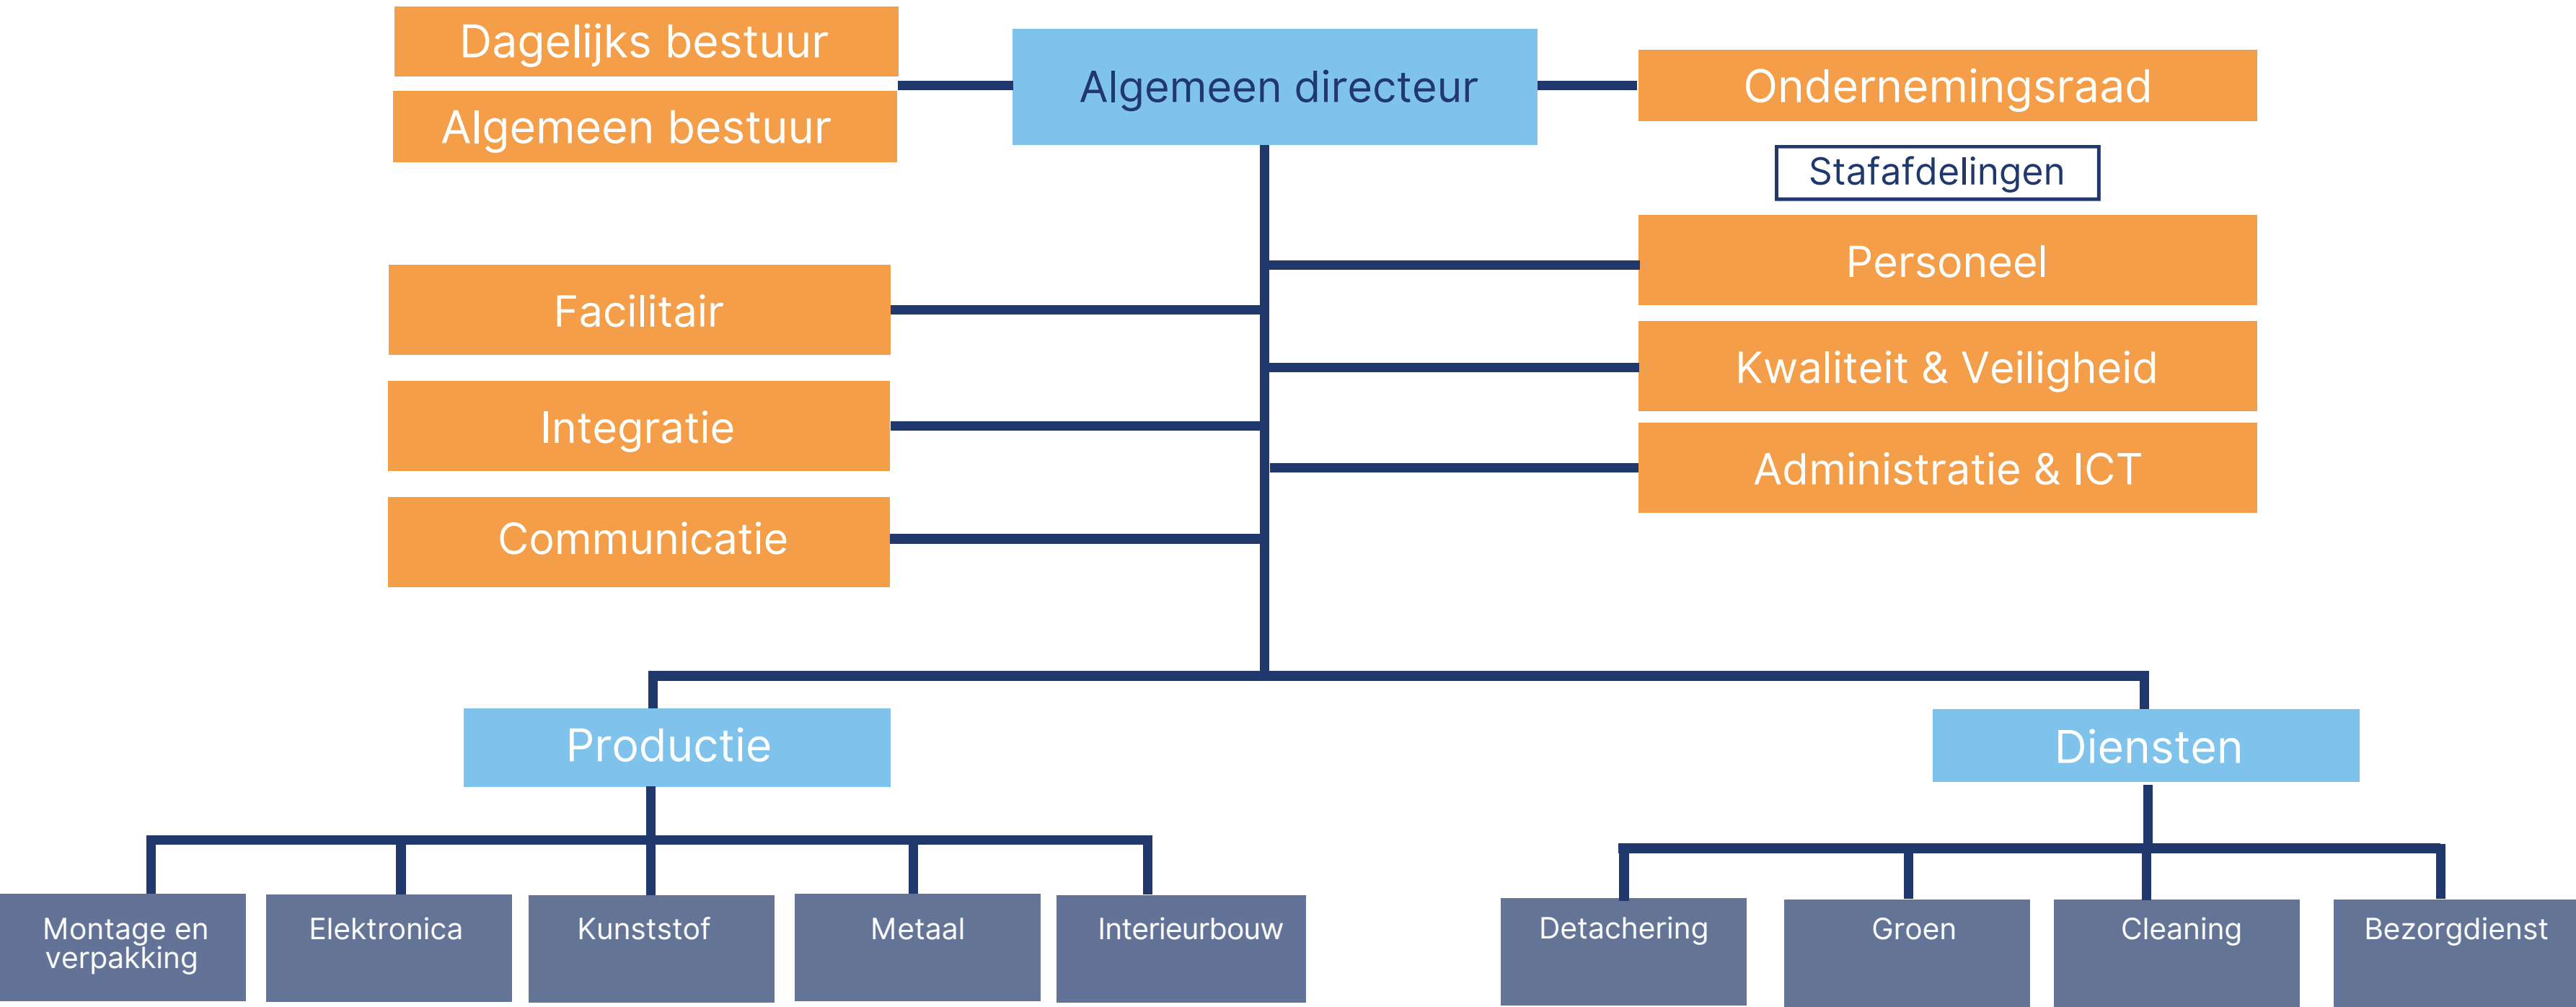 Dagelijks bestuur
Algemeen bestuur
Algemeen directeur
Ondernemingsraad
Stafafdelingen
Personeel
Facilitair
Kwaliteit & Veiligheid
Integratie
Administratie & ICT
Communicatie
Productie
Diensten
Montage en
verpakking
Elektronica
Kunststof
Metaal
Interieurbouw
Detachering
Groen
Cleaning
Bezorgdienst